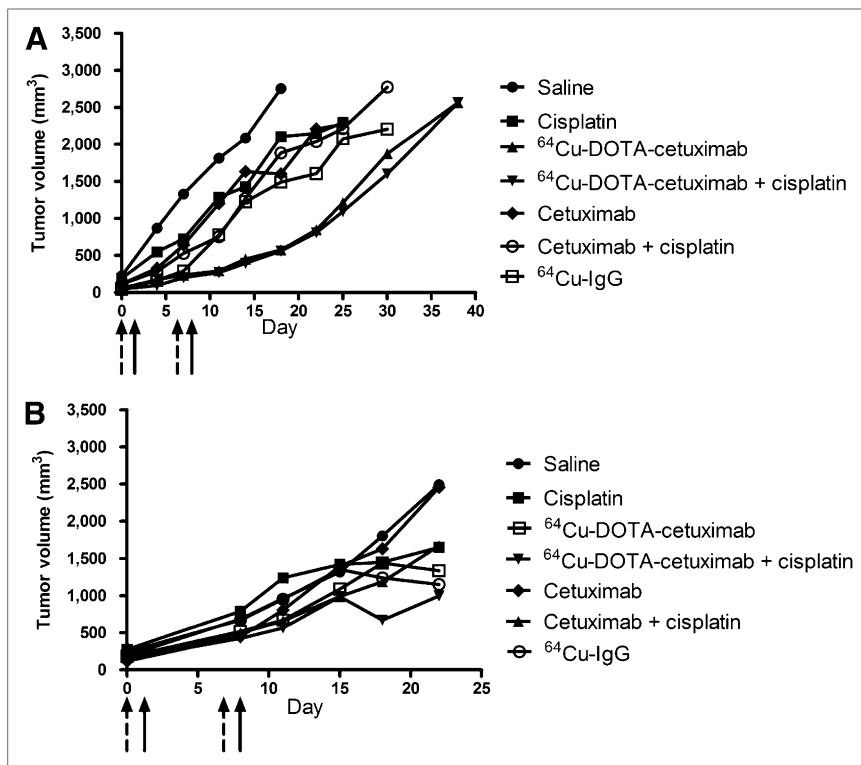 A
Tumor volume (mm³)
3,500
3,000
2,500
2,000
1,500
1,000
500
0
0 5 10 15 20 25 30 35 40
Day
Saline
Cisplatin
⁶⁴Cu-DOTA-cetuximab
⁶⁴Cu-DOTA-cetuximab + cisplatin
Cetuximab
Cetuximab + cisplatin
⁶⁴Cu-IgG
B
Tumor volume (mm³)
3,500
3,000
2,500
2,000
1,500
1,000
500
0
0 5 10 15 20 25
Day
Saline
Cisplatin
⁶⁴Cu-DOTA-cetuximab
⁶⁴Cu-DOTA-cetuximab + cisplatin
Cetuximab
Cetuximab + cisplatin
⁶⁴Cu-IgG